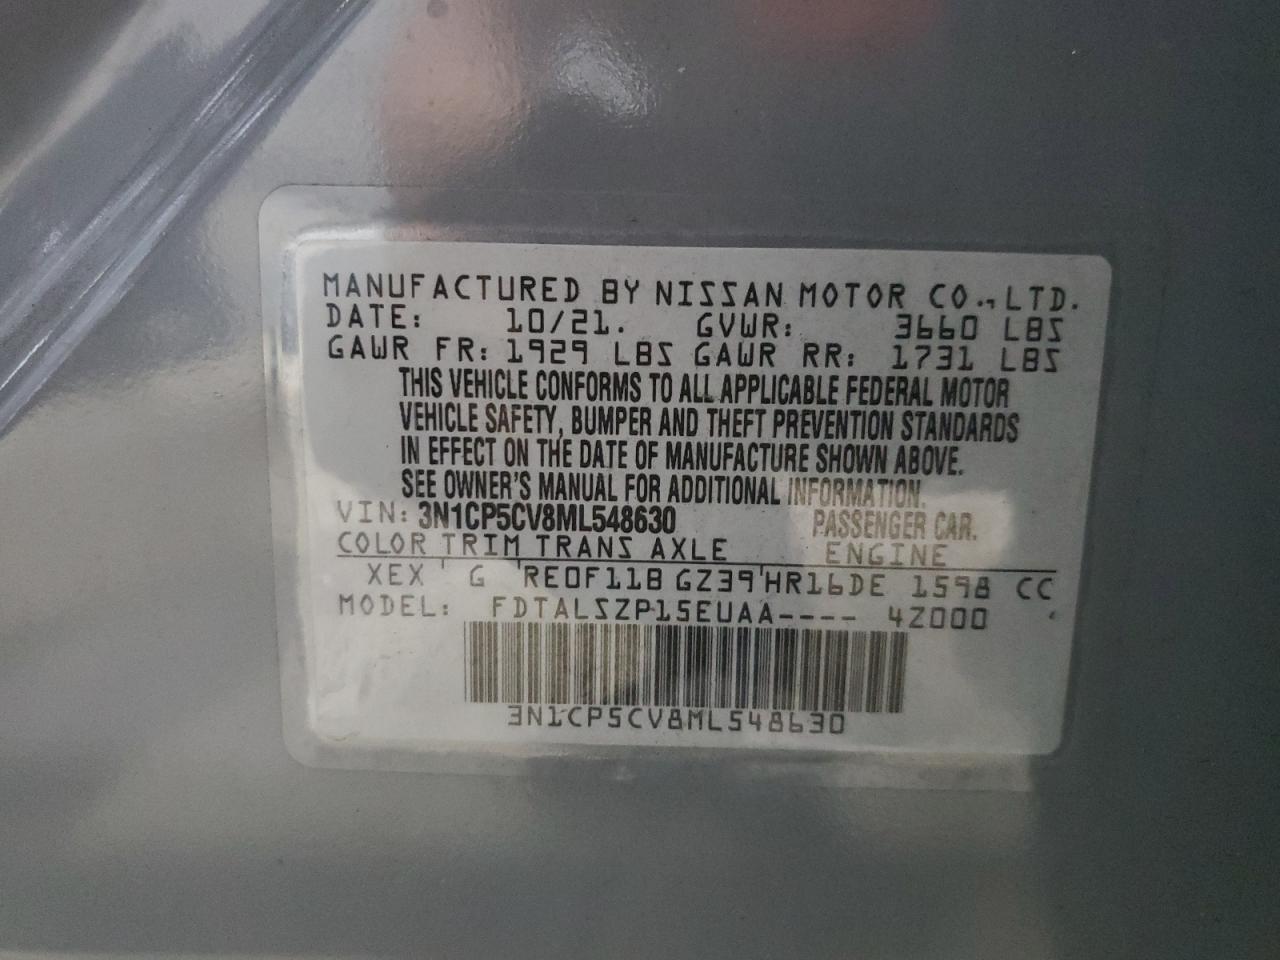 MANUFACTURED BY NISSAN MOTOR CO.,LTD.
DATE: 10/21. GVWR: 3660 LBS
GAWR FR: 1929 LBS GAWR RR: 1731 LBS
THIS VEHICLE CONFORMS TO ALL APPLICABLE FEDERAL MOTOR
VEHICLE SAFETY, BUMPER AND THEFT PREVENTION STANDARDS
IN EFFECT ON THE DATE OF MANUFACTURE SHOWN ABOVE.
SEE OWNER'S MANUAL FOR ADDITIONAL INFORMATION.
VIN: 3N1CP5CV8ML548630 PASSENGER CAR.
COLOR TRIM TRANS AXLE ENGINE
XEX G RE0F11B GZ39 HR16DE 1598 CC
MODEL: FDTALSZP15EUAA---- 4Z000
3N1CP5CV8ML548630